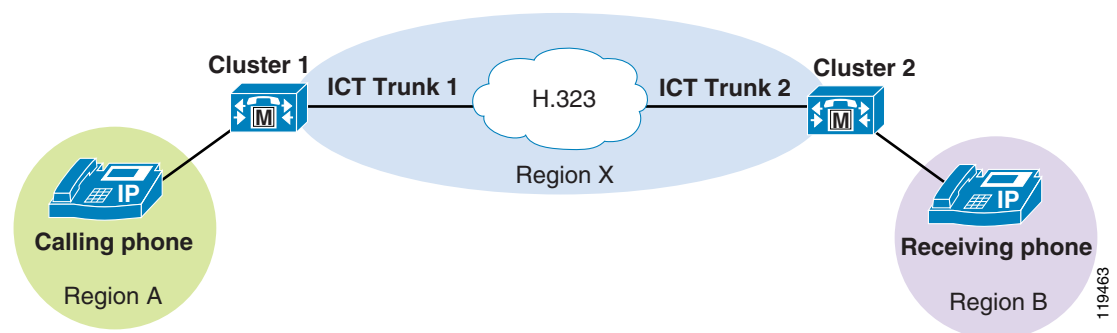 Cluster 1
ICT Trunk 1
H.323
ICT Trunk 2
Cluster 2
M
M
Region X
IP
Calling phone
Region A
IP
Receiving phone
Region B
119463